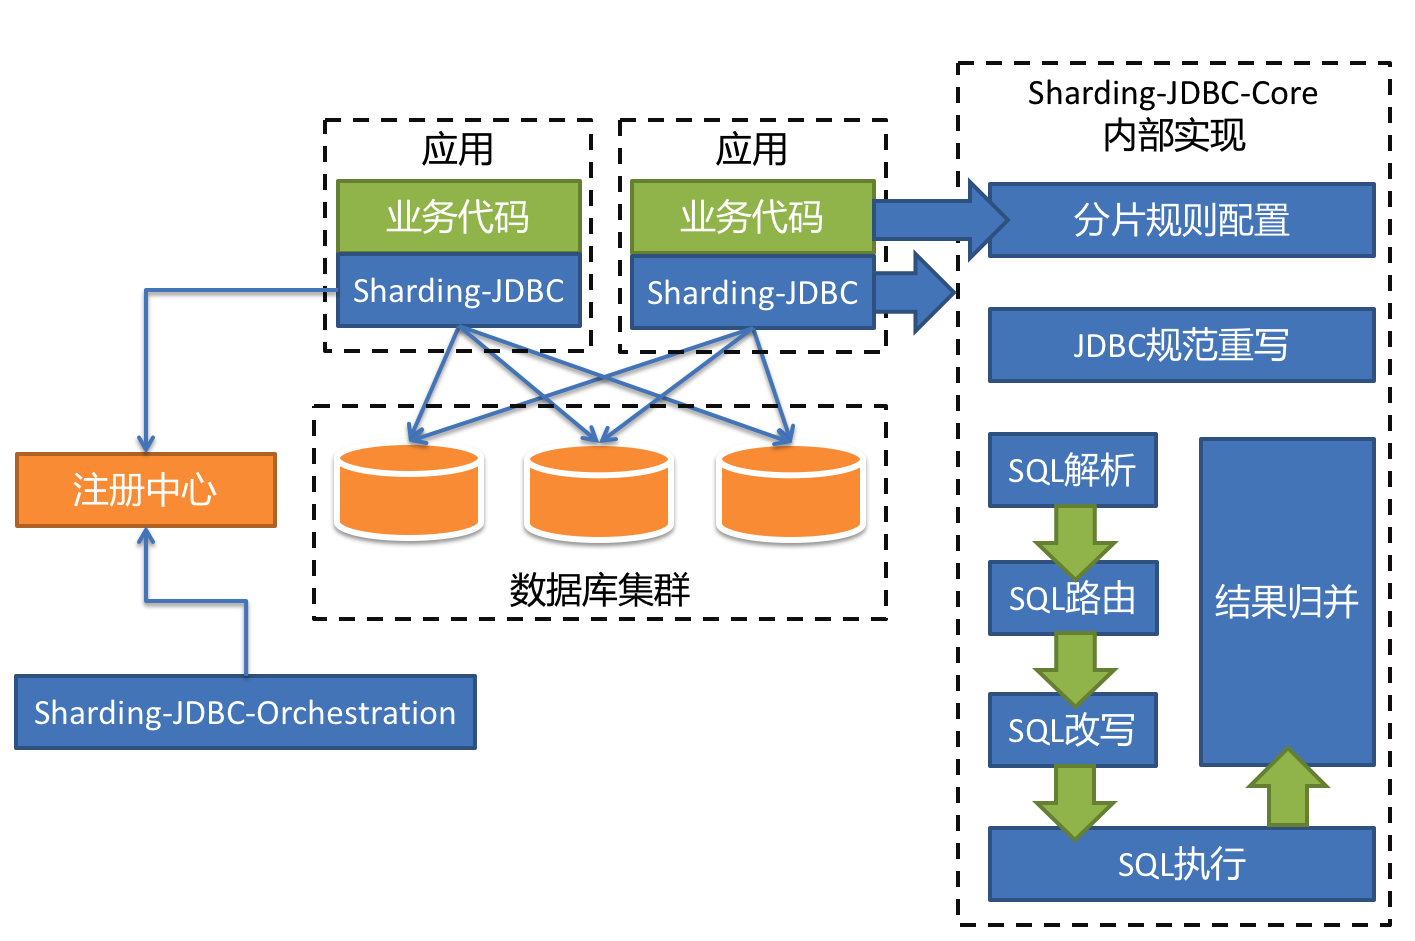 应用
业务代码
Sharding-JDBC
应用
业务代码
Sharding-JDBC
注册中心
数据库集群
Sharding-JDBC-Orchestration
Sharding-JDBC-Core
内部实现
分片规则配置
JDBC规范重写
SQL解析
SQL路由
SQL改写
结果归并
SQL执行